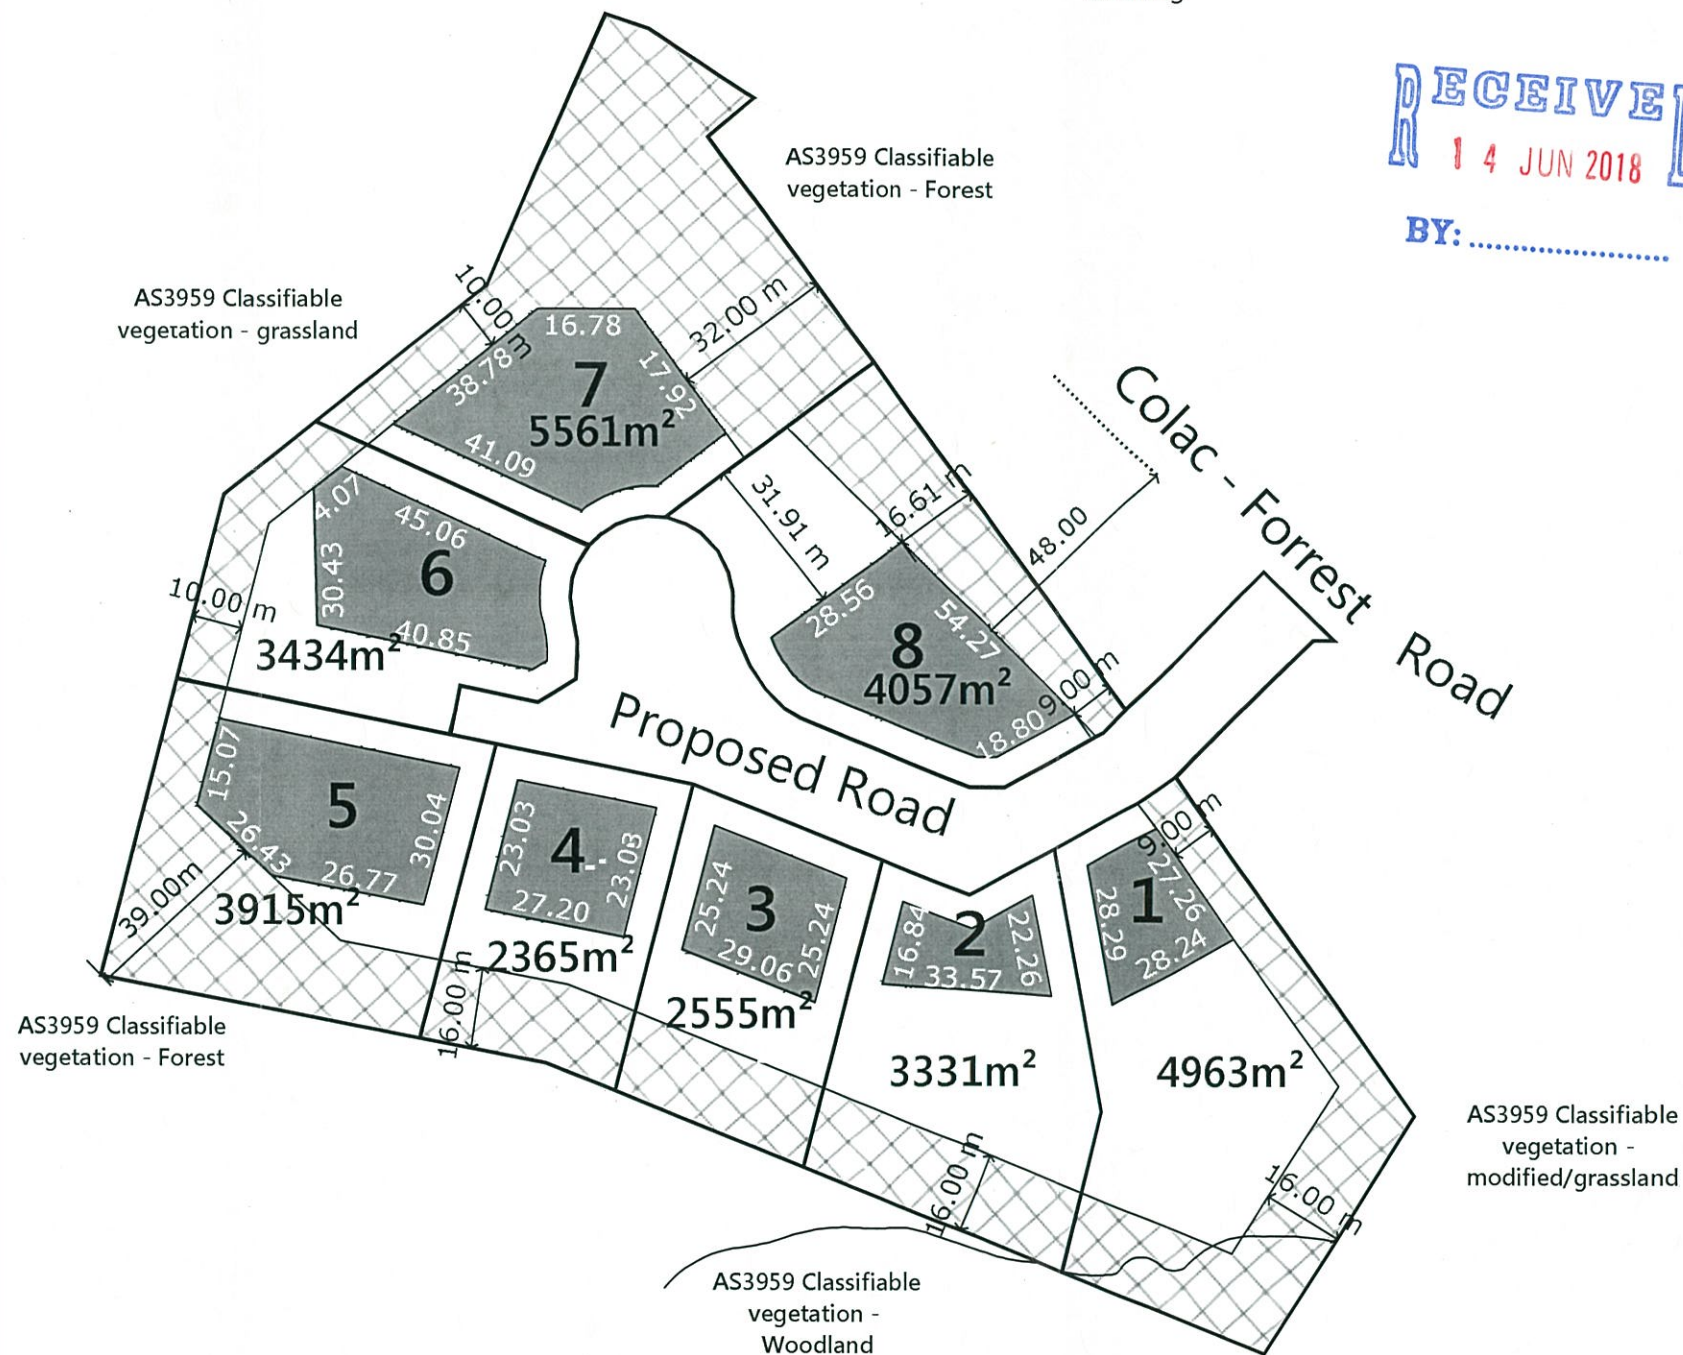 RECEIVE
14 JUN 2018
BY:
AS3959 Classifiable
vegetation - Forest
AS3959 Classifiable
vegetation - grassland
10.00 m
32.00 m
16.78
38.78
17.92
7
5561m²
41.09
Colac - Forrest Road
4.07
45.06
30.43
6
40.85
3434m²
10.00 m
31.91 m
16.61 m
48.00
28.56
54.27
8
4057m²
18.80
9.00 m
Proposed Road
15.07
5
26.43
26.77
30.04
39.00m
3915m²
23.03
4
23.03
27.20
2365m²
25.24
3
25.24
29.06
2555m²
16.84
2
22.26
33.57
3331m²
9.00 m
27.26
1
28.29
28.24
4963m²
16.00 m
16.00 m
16.00 m
AS3959 Classifiable
vegetation - Forest
AS3959 Classifiable
vegetation -
modified/grassland
AS3959 Classifiable
vegetation -
Woodland